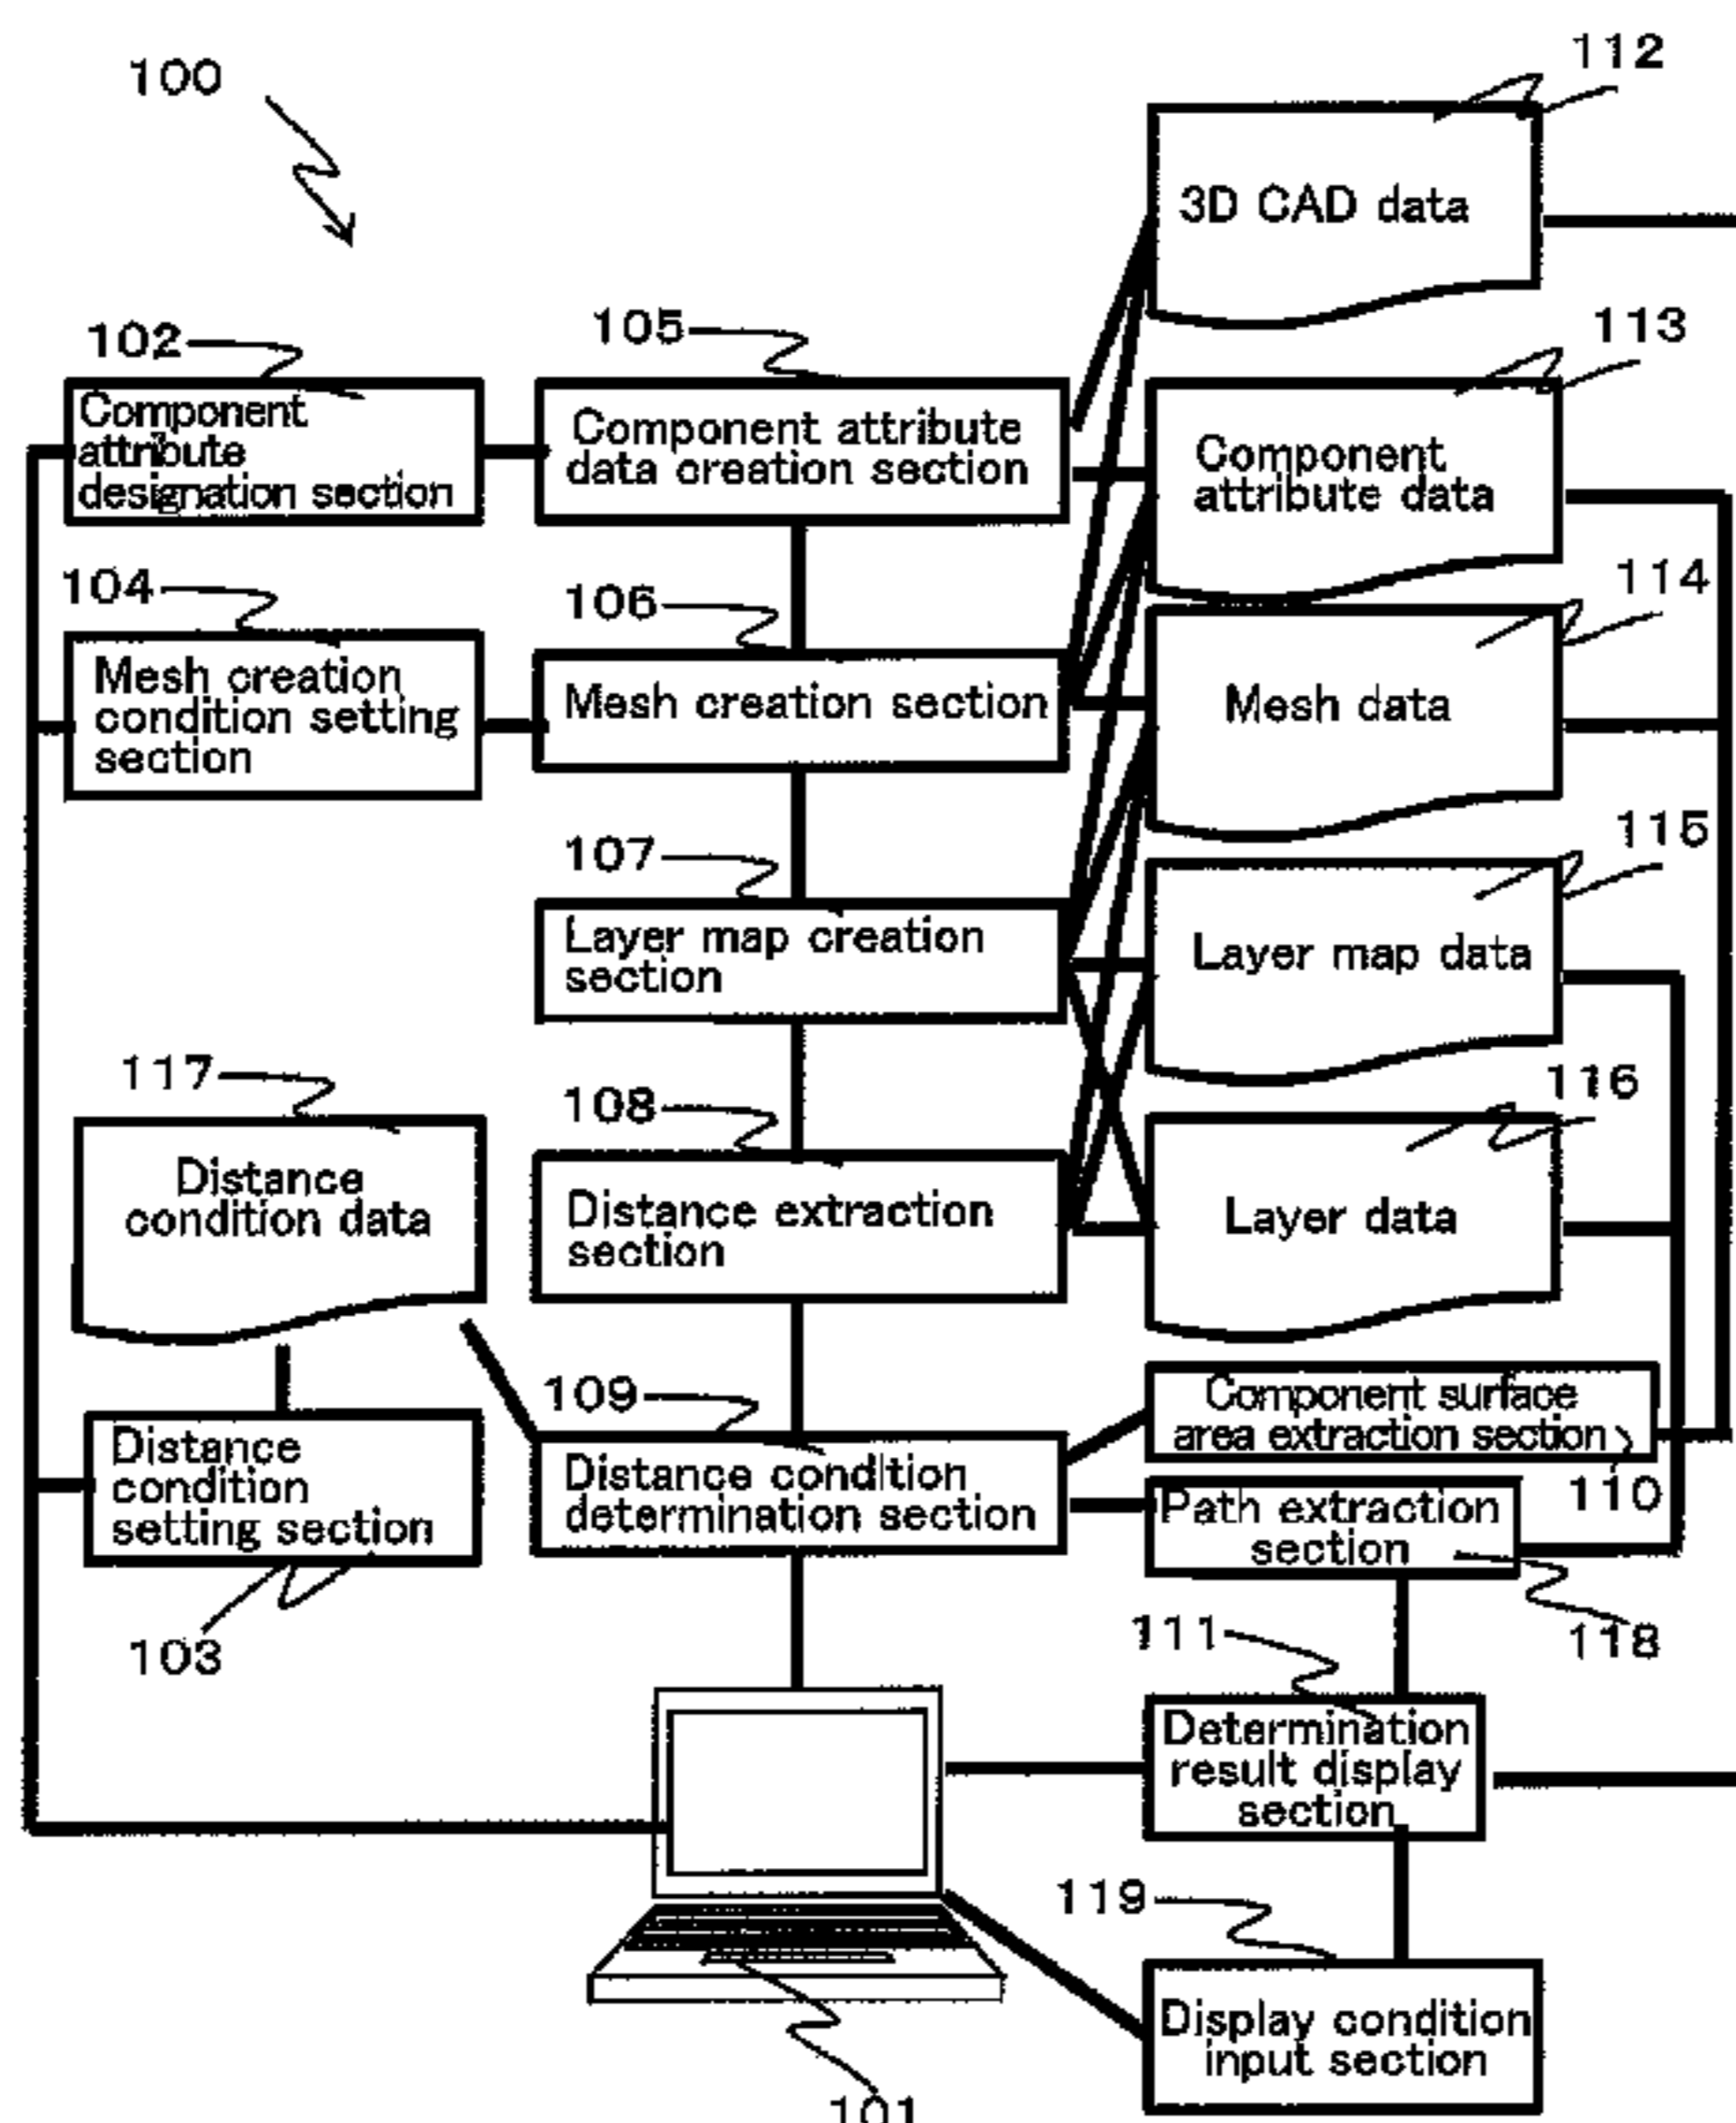 100
112
3D CAD data
113
102
105
Component
attribute
designation section
Component attribute
data creation section
Component
attribute data
114
104
106
Mesh creation
condition setting
section
Mesh creation section
Mesh data
115
107
Layer map creation
section
Layer map data
116
117
108
Distance
condition data
Distance extraction
section
Layer data
109
Component surface
area extraction section
110
Distance
condition
setting section
Distance condition
determination section
Path extraction
section
118
103
111
Determination
result display
section
119
Display condition
input section
101